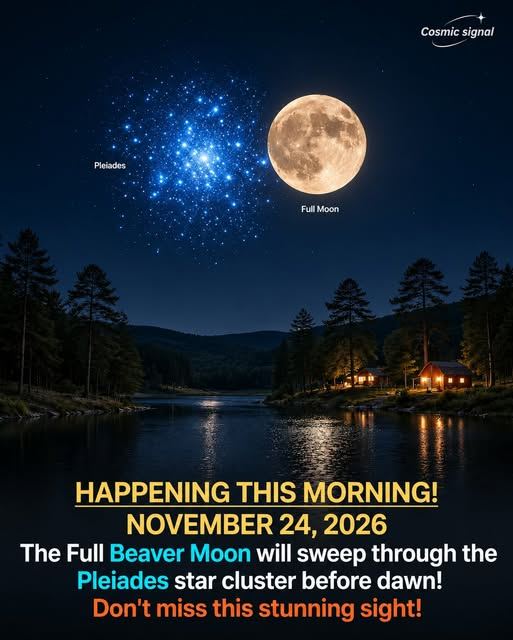 Cosmic signal
Pleiades
Full Moon
HAPPENING THIS MORNING!
NOVEMBER 24, 2026
The Full Beaver Moon will sweep through the
Pleiades star cluster before dawn!
Don't miss this stunning sight!